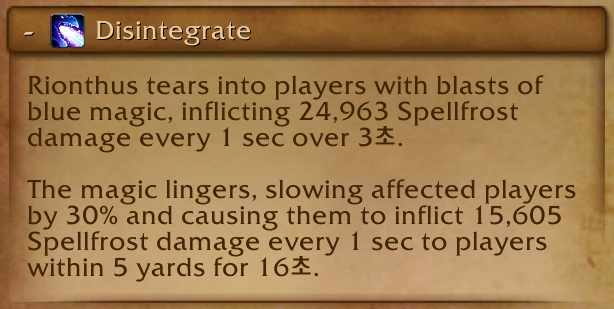 - Disintegrate
Rionthus tears into players with blasts of
blue magic, inflicting 24,963 Spellfrost
damage every 1 sec over 3초.
The magic lingers, slowing affected players
by 30% and causing them to inflict 15,605
Spellfrost damage every 1 sec to players
within 5 yards for 16초.